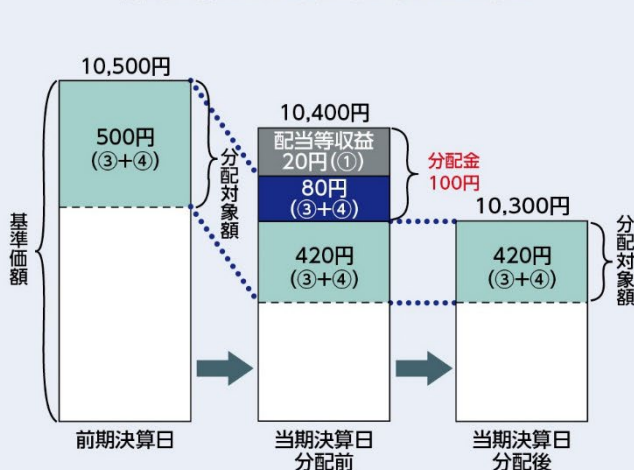 10,500円
500円
(③+④)
分配対象額
基準価額
前期決算日
10,400円
配当等収益
20円(①)
80円
(③+④)
分配金
100円
420円
(③+④)
当期決算日
分配前
10,300円
420円
(③+④)
分配対象額
当期決算日
分配後